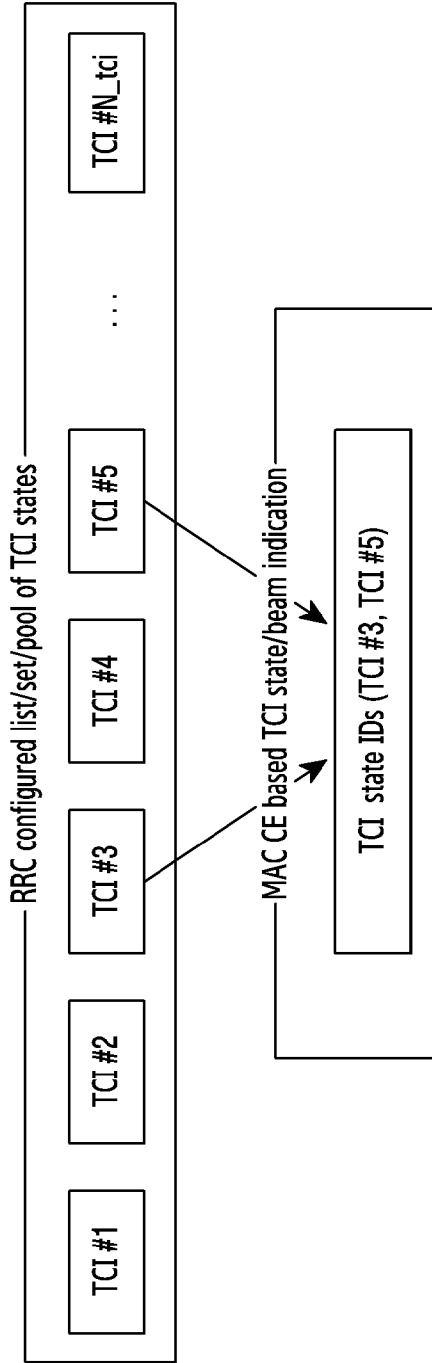 RRC configured list/set/pool of TCI states
TCI #1
TCI #2
TCI #3
TCI #4
TCI #5
...
TCI #N_tci
MAC CE based TCI state/beam indication
TCI state IDs (TCI #3, TCI #5)